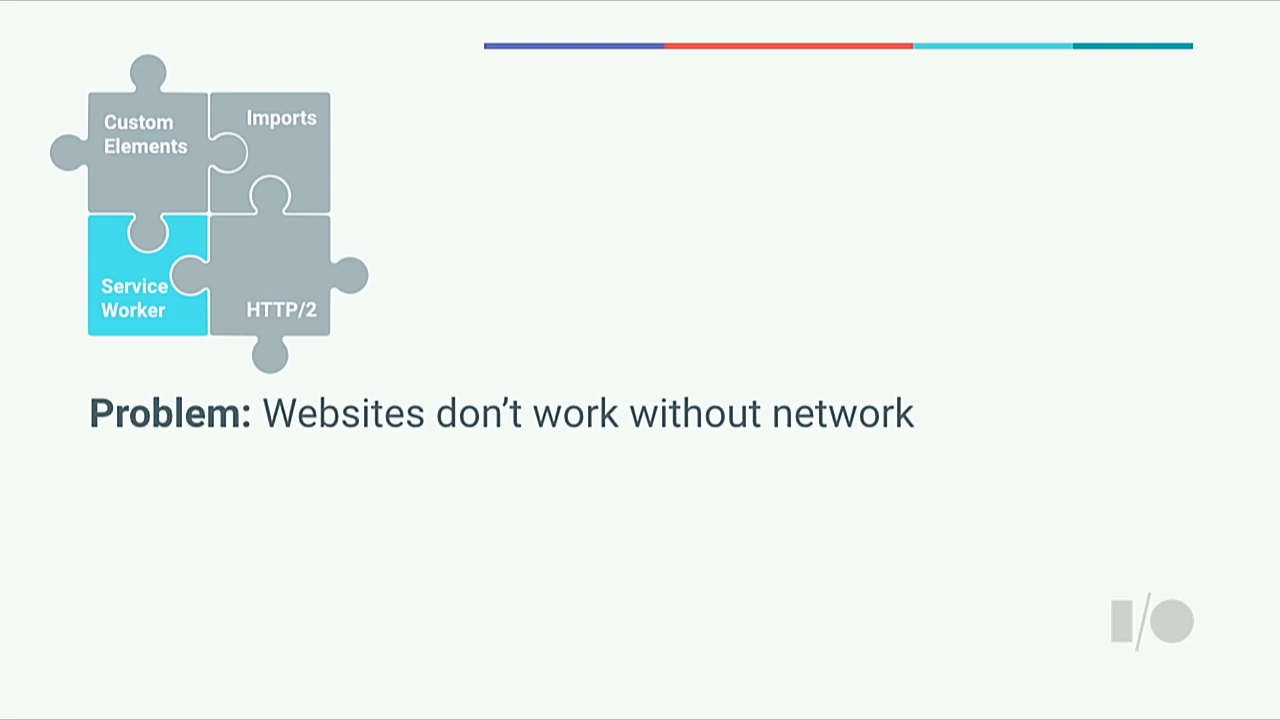 Custom
Elements
Imports
Service
Worker
HTTP/2
Problem: Websites don’t work without network
I/O